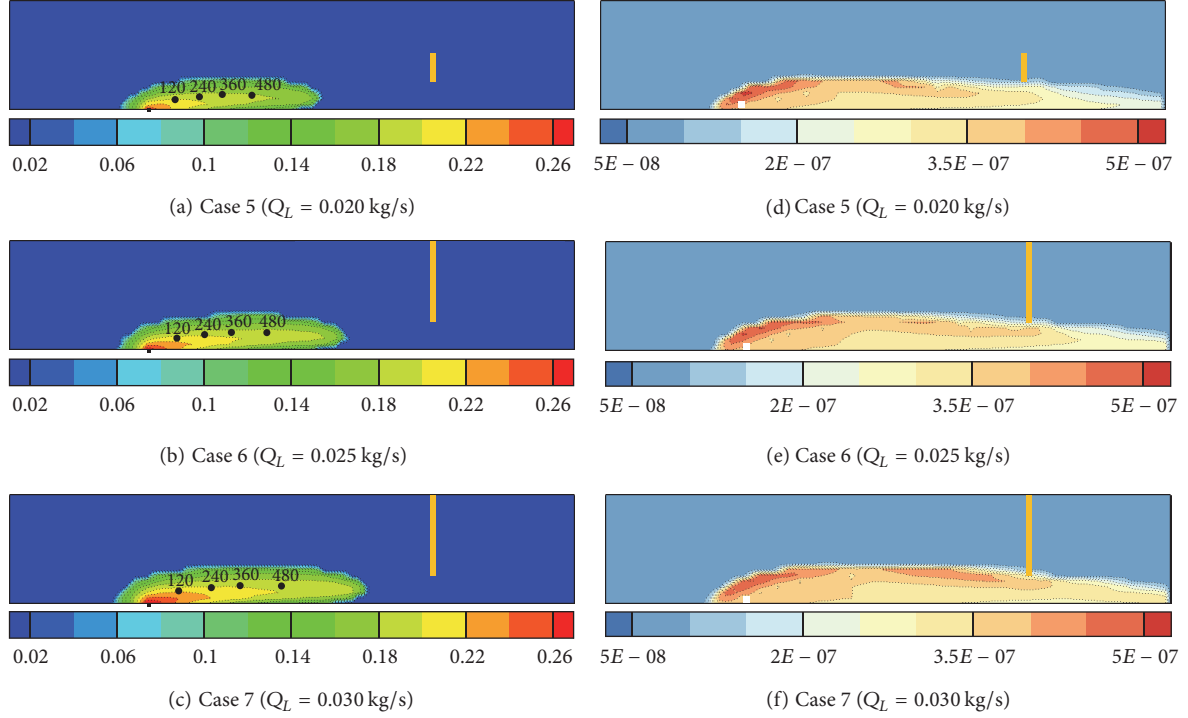 120 240 360 480
0.02 0.06 0.1 0.14 0.18 0.22 0.26
(a) Case 5 (Q_L = 0.020 kg/s)
5E − 08 2E − 07 3.5E − 07 5E − 07
(d) Case 5 (Q_L = 0.020 kg/s)
120 240 360 480
0.02 0.06 0.1 0.14 0.18 0.22 0.26
(b) Case 6 (Q_L = 0.025 kg/s)
5E − 08 2E − 07 3.5E − 07 5E − 07
(e) Case 6 (Q_L = 0.025 kg/s)
120 240 360 480
0.02 0.06 0.1 0.14 0.18 0.22 0.26
(c) Case 7 (Q_L = 0.030 kg/s)
5E − 08 2E − 07 3.5E − 07 5E − 07
(f) Case 7 (Q_L = 0.030 kg/s)